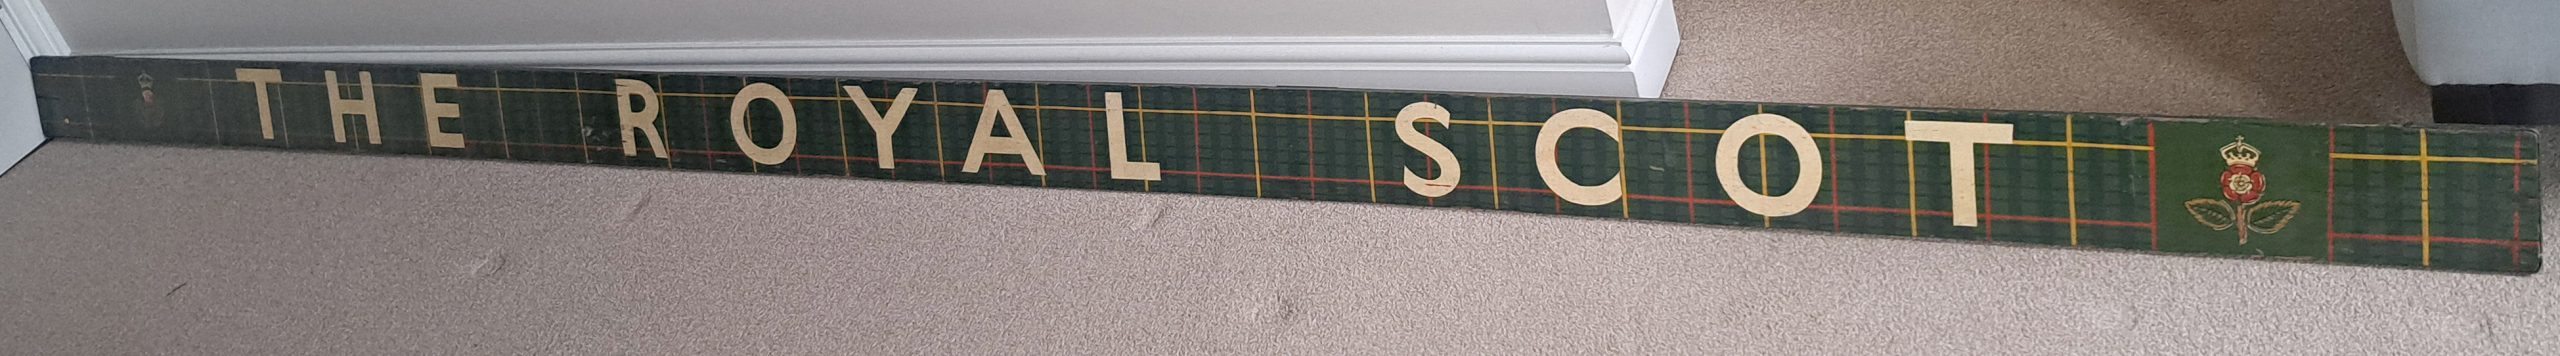 THE ROYAL SCOT